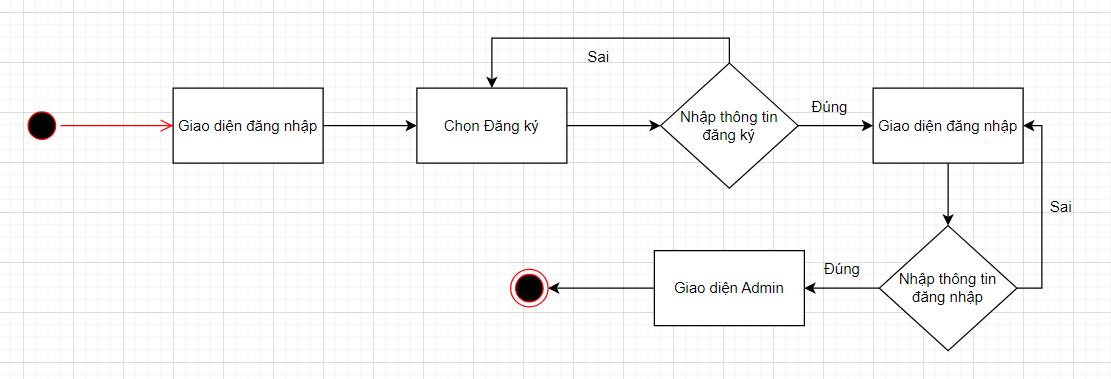 Sai
Giao diện đăng nhập
Chọn Đăng ký
Nhập thông tin
đăng ký
Đúng
Giao diện đăng nhập
Sai
Nhập thông tin
đăng nhập
Đúng
Giao diện Admin